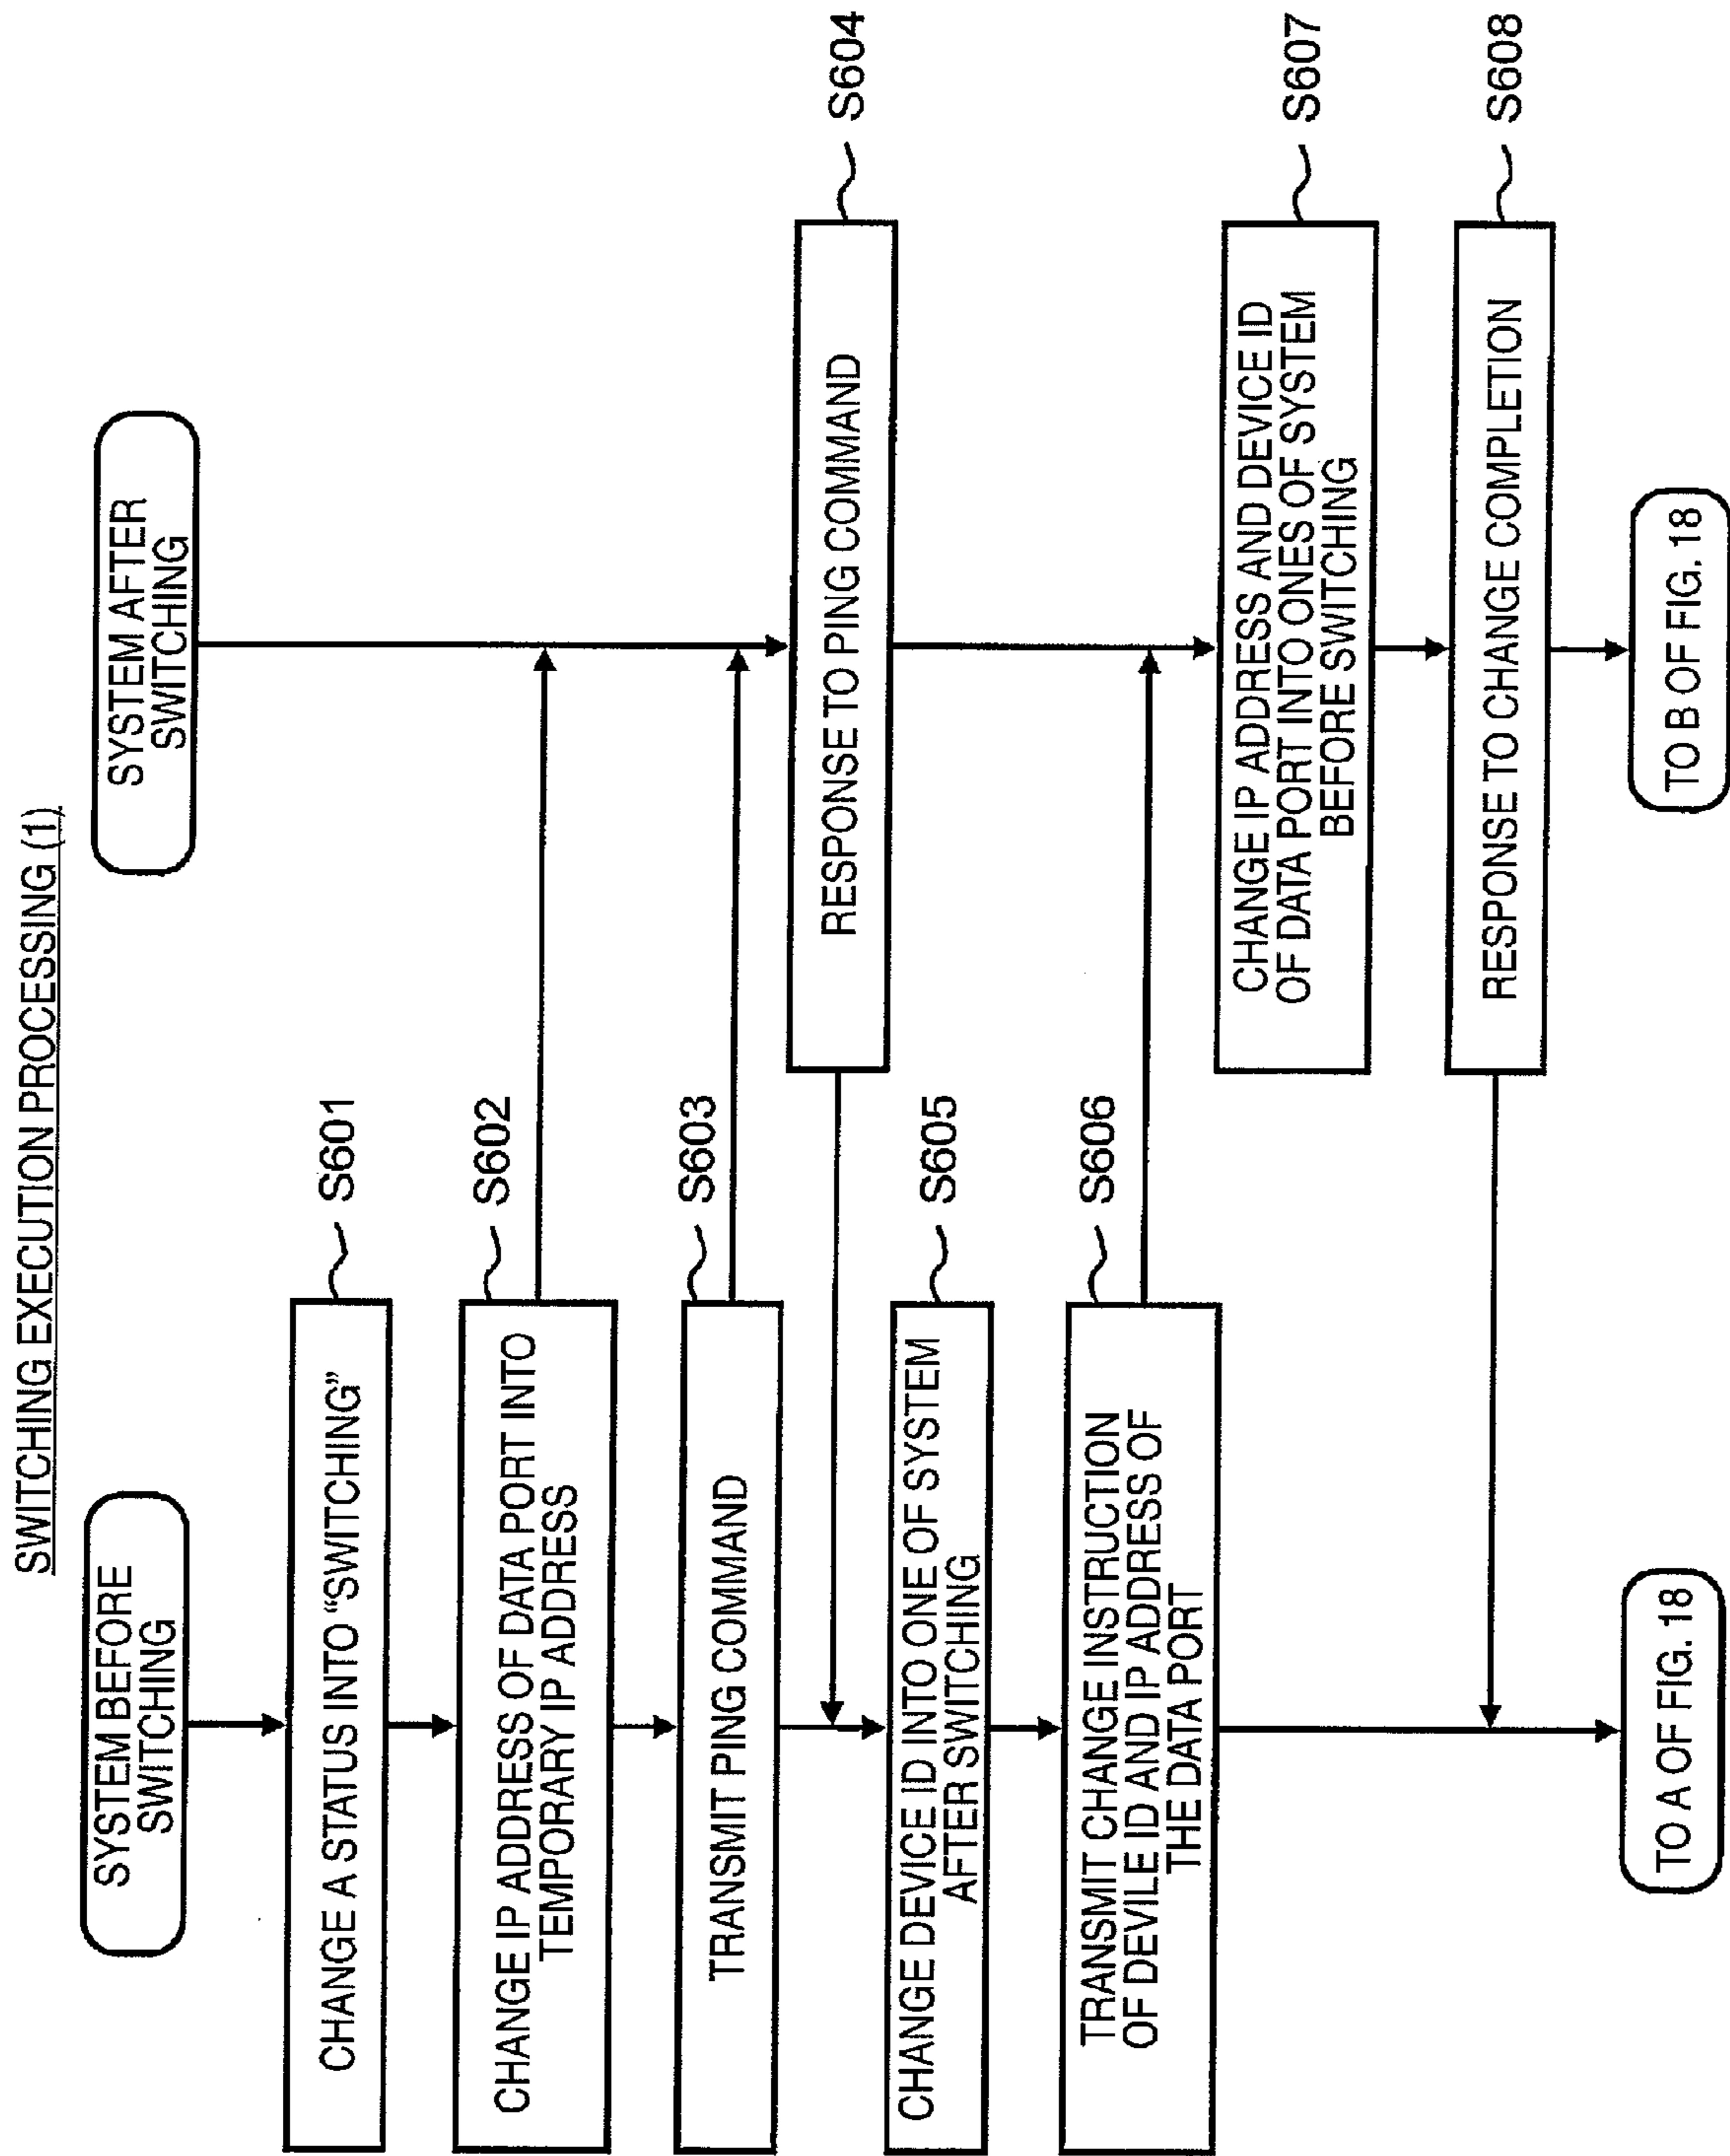 SWITCHING EXECUTION PROCESSING (1)
SYSTEM BEFORE
SWITCHING
SYSTEM AFTER
SWITCHING
CHANGE A STATUS INTO “SWITCHING”
S601
CHANGE IP ADDRESS OF DATA PORT INTO
TEMPORARY IP ADDRESS
S602
TRANSMIT PING COMMAND
S603
RESPONSE TO PING COMMAND
S604
CHANGE DEVICE ID INTO ONE OF SYSTEM
AFTER SWITCHING
S605
TRANSMIT CHANGE INSTRUCTION
OF DEVILE ID AND IP ADDRESS OF
THE DATA PORT
S606
CHANGE IP ADDRESS AND DEVICE ID
OF DATA PORT INTO ONES OF SYSTEM
BEFORE SWITCHING
S607
RESPONSE TO CHANGE COMPLETION
S608
TO A OF FIG. 18
TO B OF FIG. 18